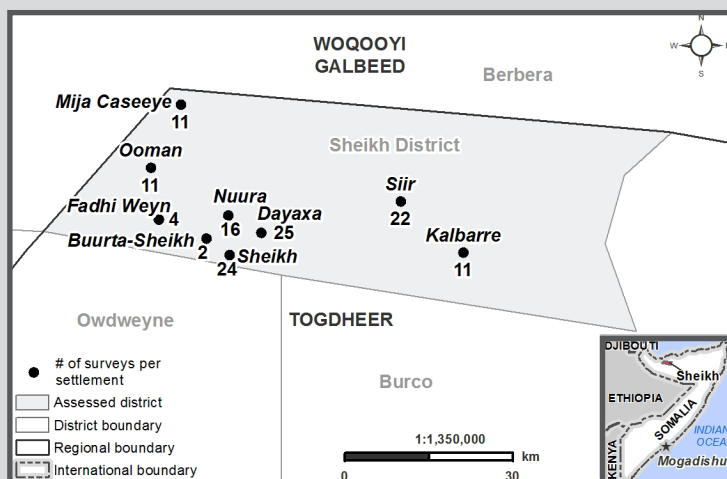 WOQOOYI
GALBEED
N
W
S
Berbera
Mija Caseeye
11
Sheikh District
Ooman
11
Siir
22
Nuura
16
Fadhi Weyn
4
Dayaxa
25
Buurta-Sheikh
2
Kalbarre
11
Sheikh
24
Owdweyne
TOGDHEER
Burco
# of surveys per
settlement
Assessed district
District boundary
Regional boundary
International boundary
1:1,350,000
km
0
30
DJIBOUTI
Sheikh
ETHIOPIA
SOMALIA
INDIAN
OCEA
KENYA
Mogadishu